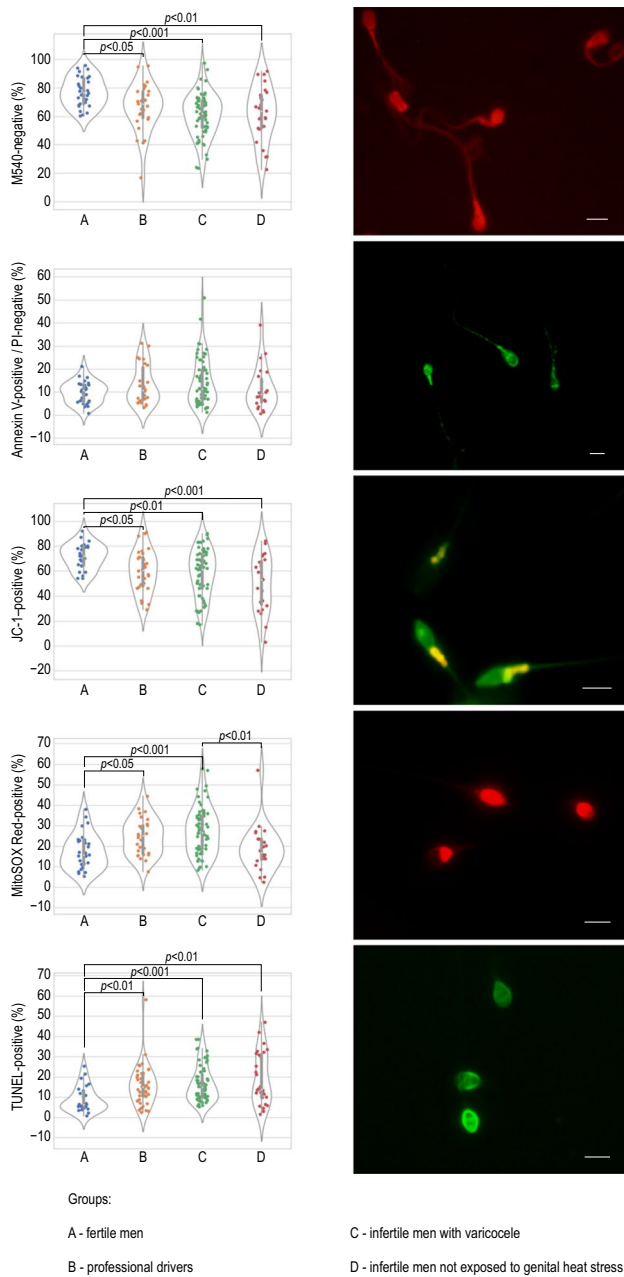 p<0.01
p<0.001
p<0.05
M540-negative (%)
100
80
60
40
20
0
A B C D
Annexin V-positive / PI-negative (%)
60
50
40
30
20
10
0
−10
A B C D
p<0.001
p<0.01
p<0.05
JC-1–positive (%)
100
80
60
40
20
0
−20
A B C D
p<0.01
p<0.001
p<0.05
MitoSOX Red-positive (%)
70
60
50
40
30
20
10
0
−10
A B C D
p<0.01
p<0.001
p<0.01
TUNEL-positive (%)
70
60
50
40
30
20
10
0
−10
A B C D
Groups:
A - fertile men
C - infertile men with varicocele
B - professional drivers
D - infertile men not exposed to genital heat stress